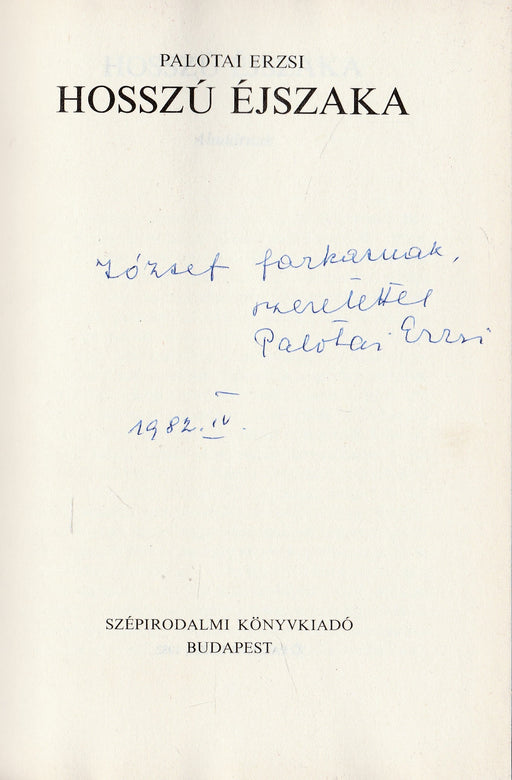 PALOTAI ERZSI
HOSSZÚ ÉJSZAKA
József farkasnak,
szeretettel
Palotai Erzsi
1982. IV.
SZÉPIRODALMI KÖNYVKIADÓ
BUDAPEST